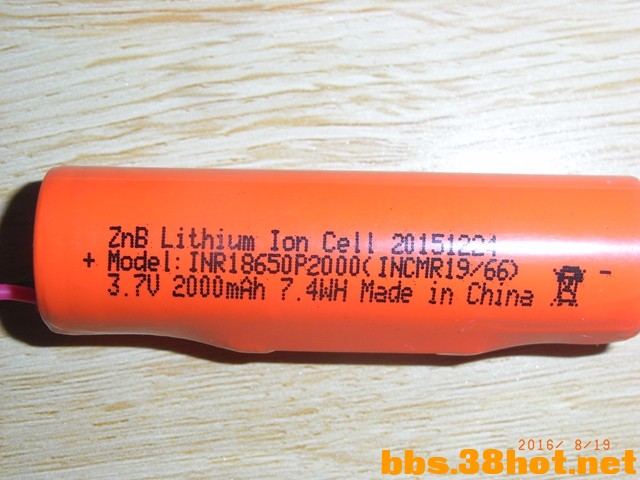 ZnB Lithium Ion Cell 20151224
+ Model:INR18650P2000(INCMR19/66) -
3.7V 2000mAh 7.4WH Made in China
2016/ 8/19
bbs.38hot.net